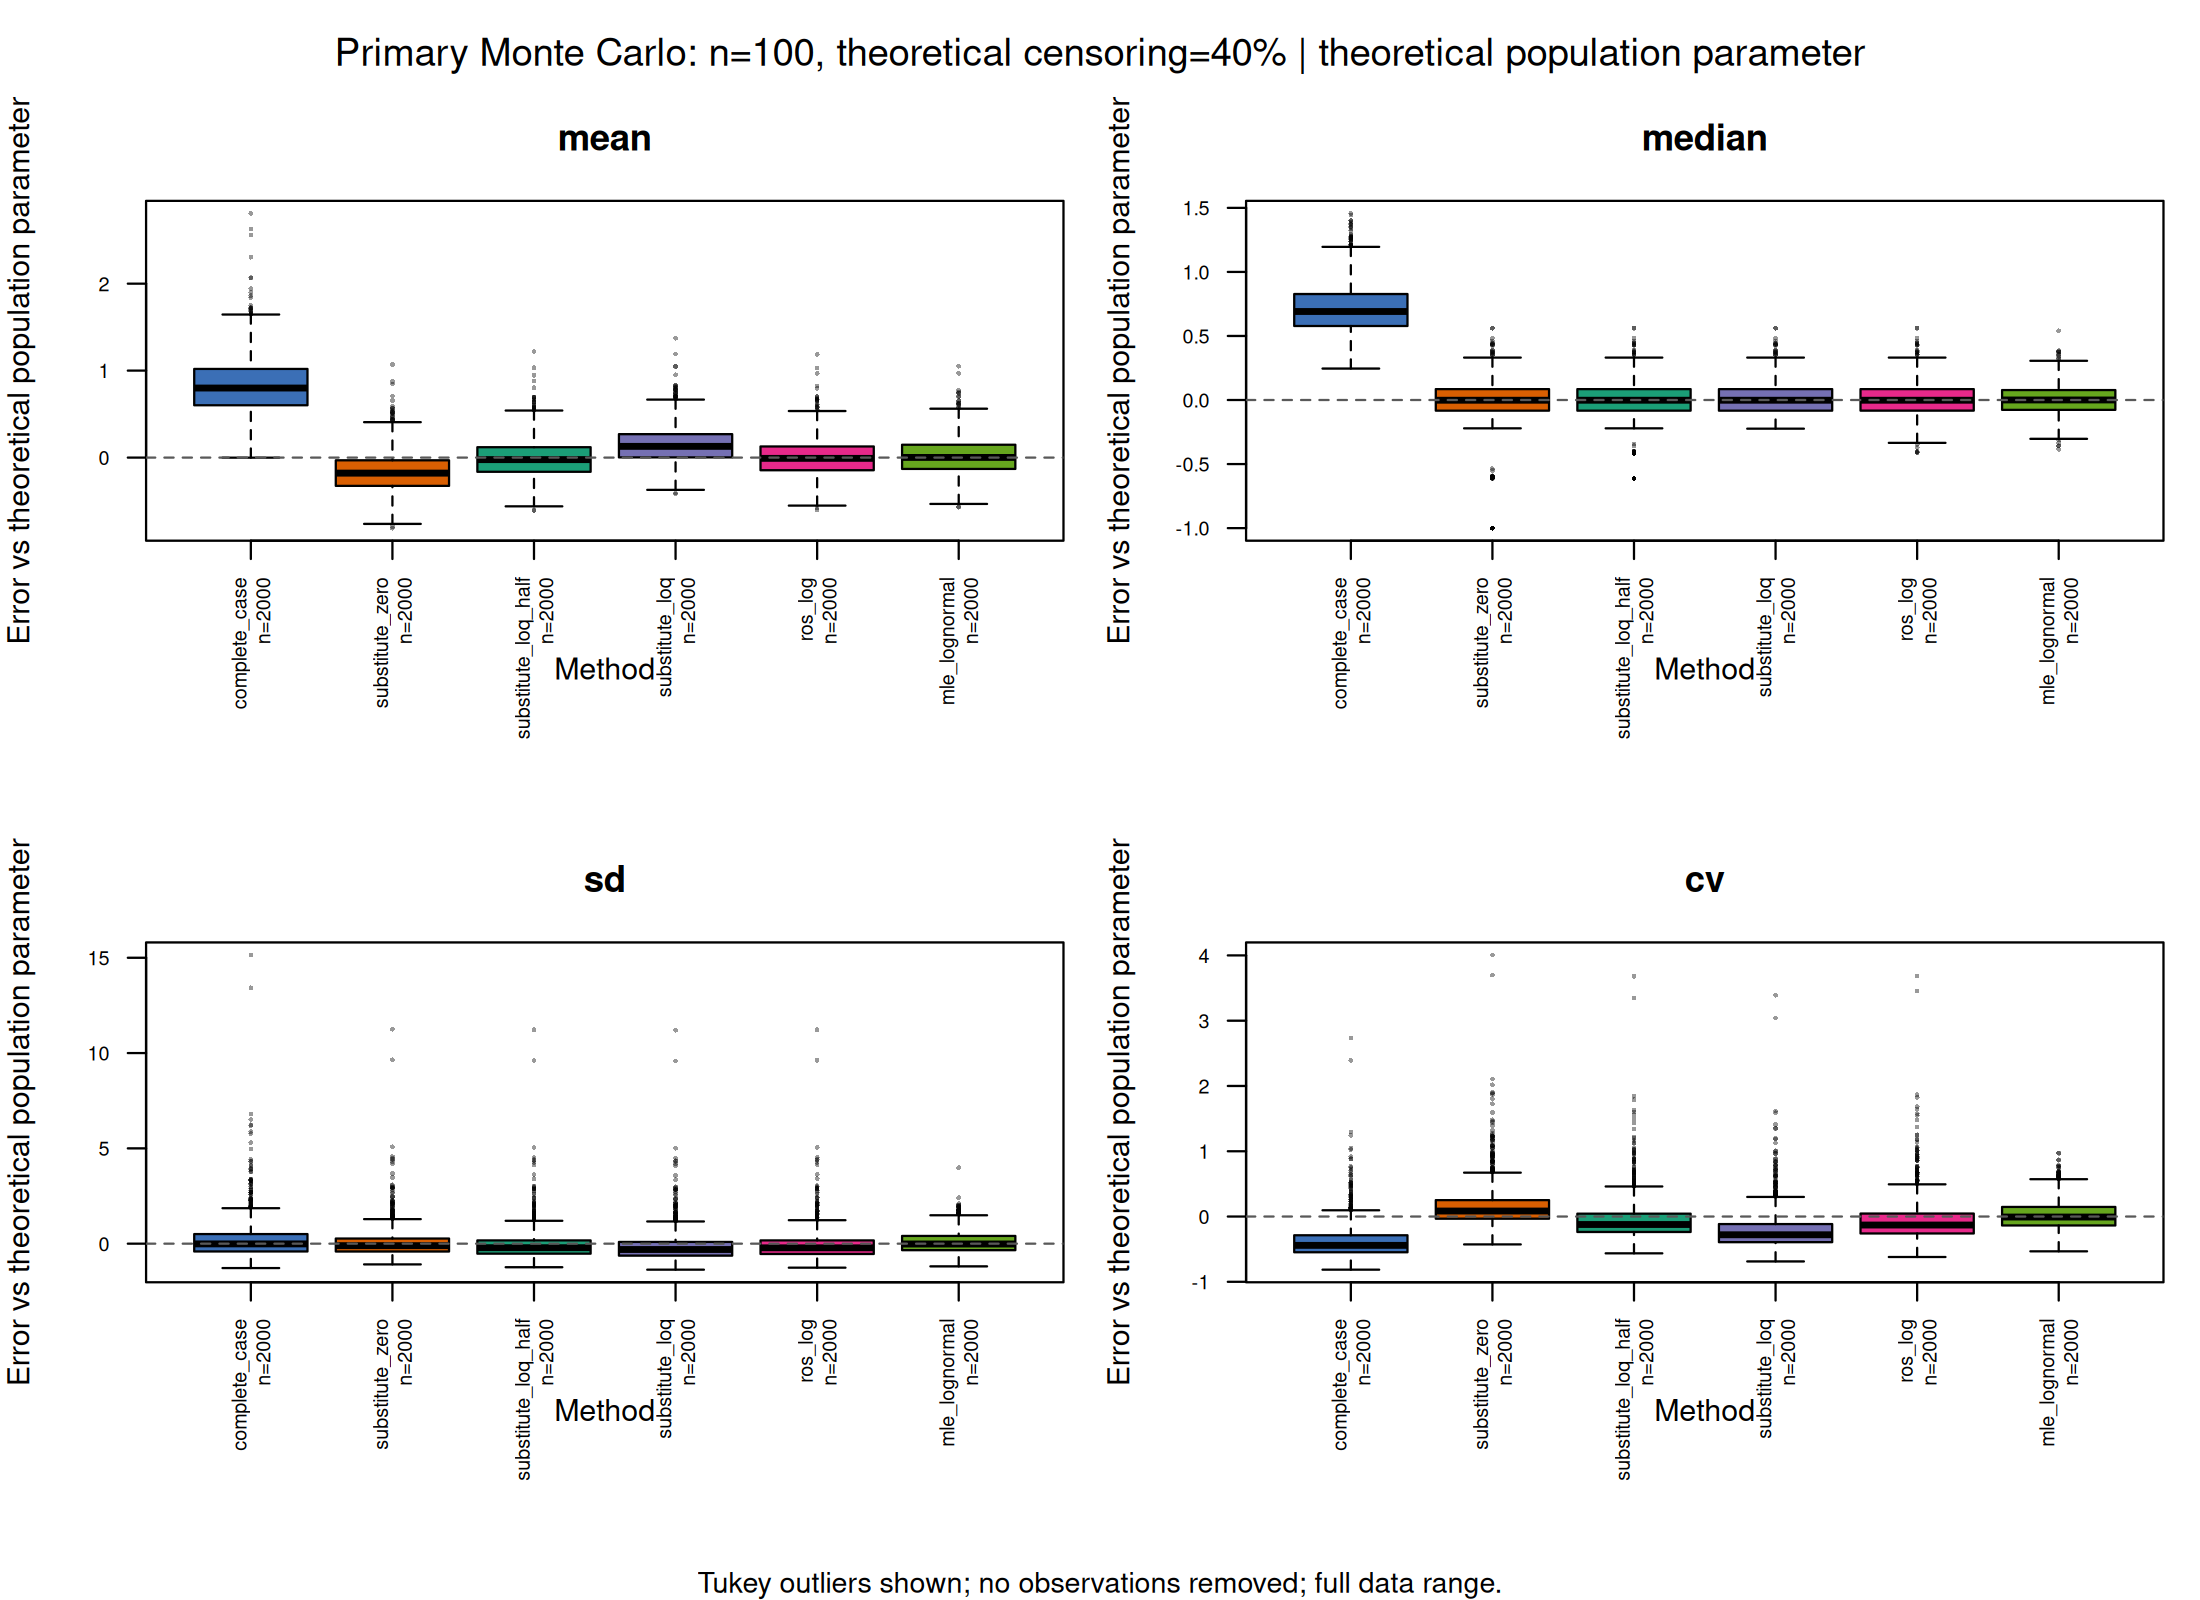 Primary Monte Carlo: n=100, theoretical censoring=40% | theoretical population parameter
mean
Error vs theoretical population parameter
2
1
0
complete_case
n=2000
substitute_zero
n=2000
substitute_loq_half
n=2000
substitute_loq
n=2000
ros_log
n=2000
mle_lognormal
n=2000
Method
median
Error vs theoretical population parameter
1.5
1.0
0.5
0.0
-0.5
-1.0
complete_case
n=2000
substitute_zero
n=2000
substitute_loq_half
n=2000
substitute_loq
n=2000
ros_log
n=2000
mle_lognormal
n=2000
Method
sd
Error vs theoretical population parameter
15
10
5
0
complete_case
n=2000
substitute_zero
n=2000
substitute_loq_half
n=2000
substitute_loq
n=2000
ros_log
n=2000
mle_lognormal
n=2000
Method
cv
Error vs theoretical population parameter
4
3
2
1
0
-1
complete_case
n=2000
substitute_zero
n=2000
substitute_loq_half
n=2000
substitute_loq
n=2000
ros_log
n=2000
mle_lognormal
n=2000
Method
Tukey outliers shown; no observations removed; full data range.